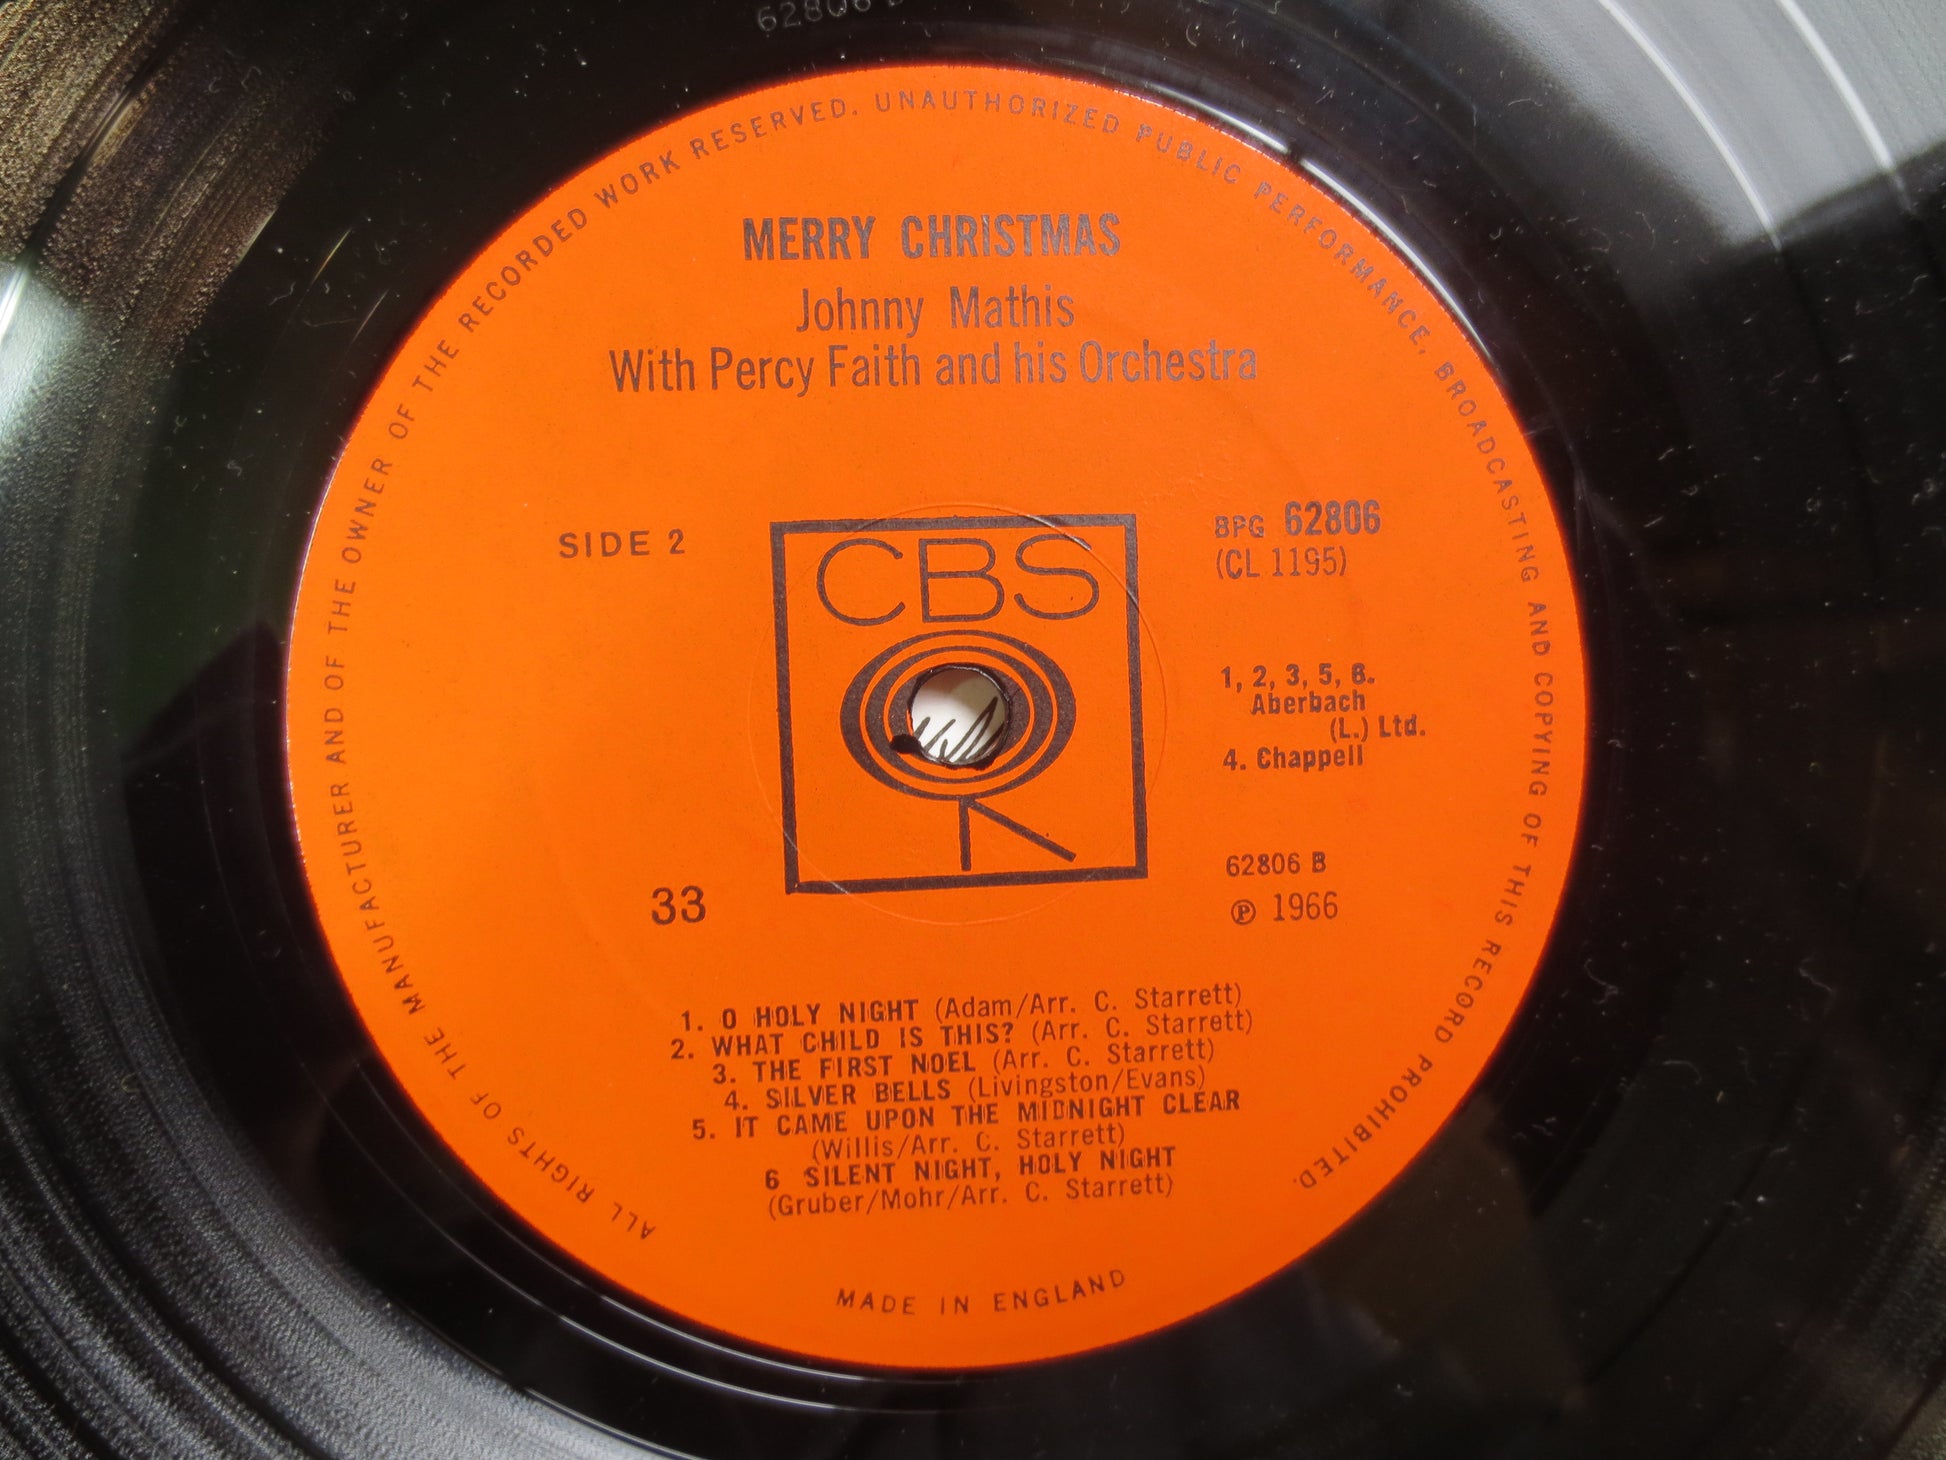 62806
ALL RIGHTS OF THE MANUFACTURER AND OF THE OWNER OF THE RECORDED WORK RESERVED. UNAUTHORIZED PUBLIC PERFORMANCE, BROADCASTING AND COPYING OF THIS RECORD PROHIBITED.
MERRY CHRISTMAS
Johnny Mathis
With Percy Faith and his Orchestra
SIDE 2
CBS
BPG 62806
(CL 1195)
1, 2, 3, 5, 6.
Aberbach
(L.) Ltd.
4. Chappell
33
62806 B
℗ 1966
1. O HOLY NIGHT (Adam/Arr. C. Starrett)
2. WHAT CHILD IS THIS? (Arr. C. Starrett)
3. THE FIRST NOEL (Arr. C. Starrett)
4. SILVER BELLS (Livingston/Evans)
5. IT CAME UPON THE MIDNIGHT CLEAR
(Willis/Arr. C. Starrett)
6 SILENT NIGHT, HOLY NIGHT
(Gruber/Mohr/Arr. C. Starrett)
MADE IN ENGLAND